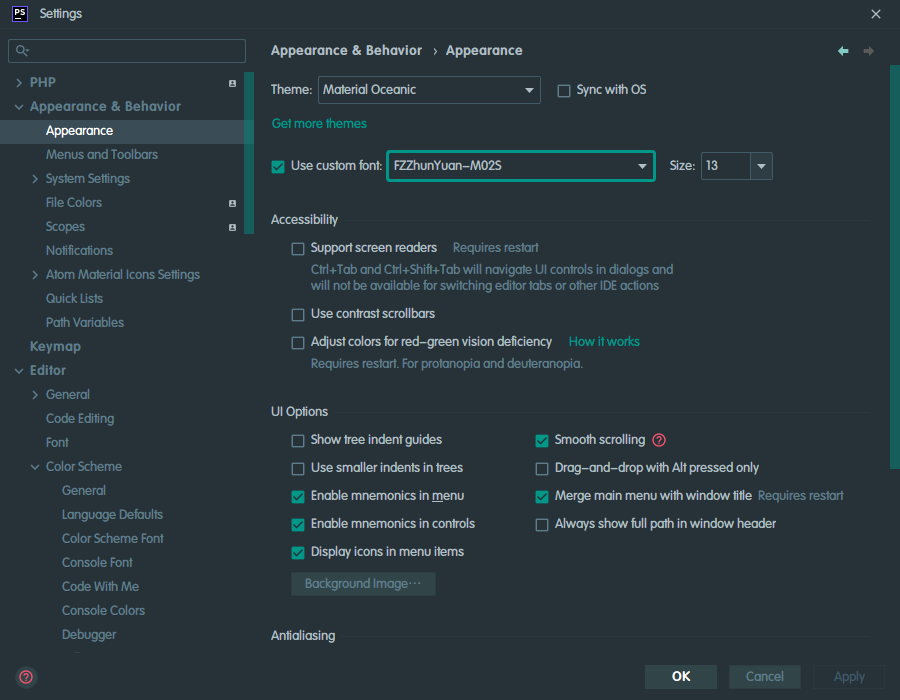 PS Settings
PHP
Appearance & Behavior
Appearance
Menus and Toolbars
System Settings
File Colors
Scopes
Notifications
Atom Material Icons Settings
Quick Lists
Path Variables
Keymap
Editor
General
Code Editing
Font
Color Scheme
General
Language Defaults
Color Scheme Font
Console Font
Code With Me
Console Colors
Debugger
Appearance & Behavior › Appearance
Theme: Material Oceanic Sync with OS
Get more themes
Use custom font: FZZhunYuan-M02S Size: 13
Accessibility
Support screen readers Requires restart
Ctrl+Tab and Ctrl+Shift+Tab will navigate UI controls in dialogs and
will not be available for switching editor tabs or other IDE actions
Use contrast scrollbars
Adjust colors for red-green vision deficiency How it works
Requires restart. For protanopia and deuteranopia.
UI Options
Show tree indent guides Smooth scrolling ?
Use smaller indents in trees Drag-and-drop with Alt pressed only
Enable mnemonics in menu Merge main menu with window title Requires restart
Enable mnemonics in controls Always show full path in window header
Display icons in menu items
Background Image···
Antialiasing
? OK Cancel Apply